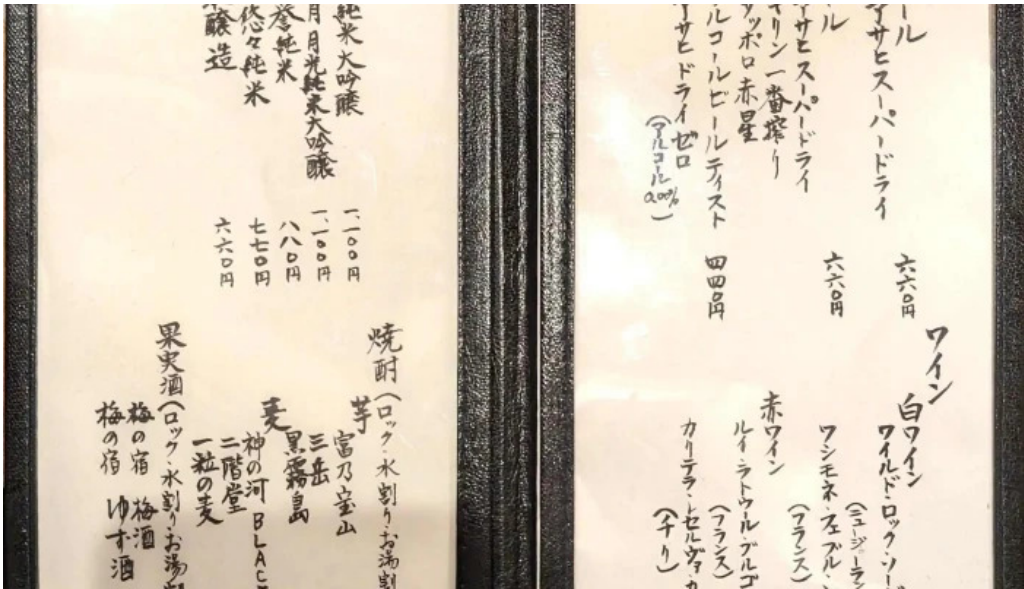 ール
アサヒスーパードライ
六六〇円
ル
アサヒスーパードライ
キリン一番搾り
サッポロ赤星
六六〇円
ルコールビールテイスト
アサヒドライゼロ
(アルコール0.00%)
四四〇円
ワイン
白ワイン
ワイルド・ロック・ソー
(ニュージーラン
ワシモネ・フェブル・
(フランス)
赤ワイン
ルイ・ラトゥール・ブルゴ
(フランス)
カリテラ・レセルヴァ・カ
(チリ)
純米大吟醸
一、一〇〇円
月光純米大吟醸
一、一〇〇円
誉純米
八八〇円
悠々純米
七七〇円
醸造
六六〇円
焼酎(ロック・水割り・お湯割
芋
富乃宝山
三岳
黒霧島
麦
神の河 BLAC
二階堂
一粒の麦
果実酒(ロック・水割り・お湯割
梅の宿 梅酒
梅の宿 ゆず酒